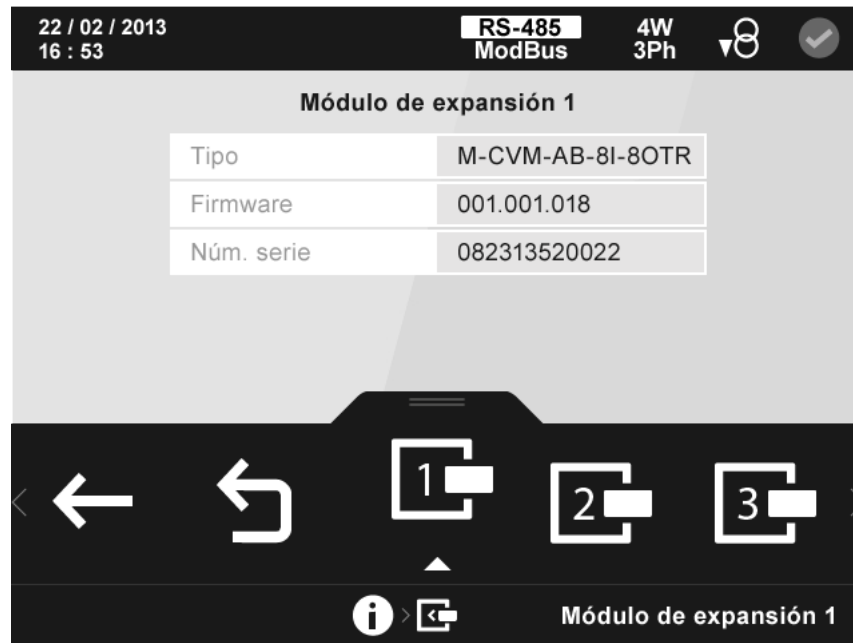 22 / 02 / 2013
16 : 53
RS-485
ModBus
4W
3Ph
Módulo de expansión 1
Tipo M-CVM-AB-8I-8OTR
Firmware 001.001.018
Núm. serie 082313520022
1 2 3
i
Módulo de expansión 1